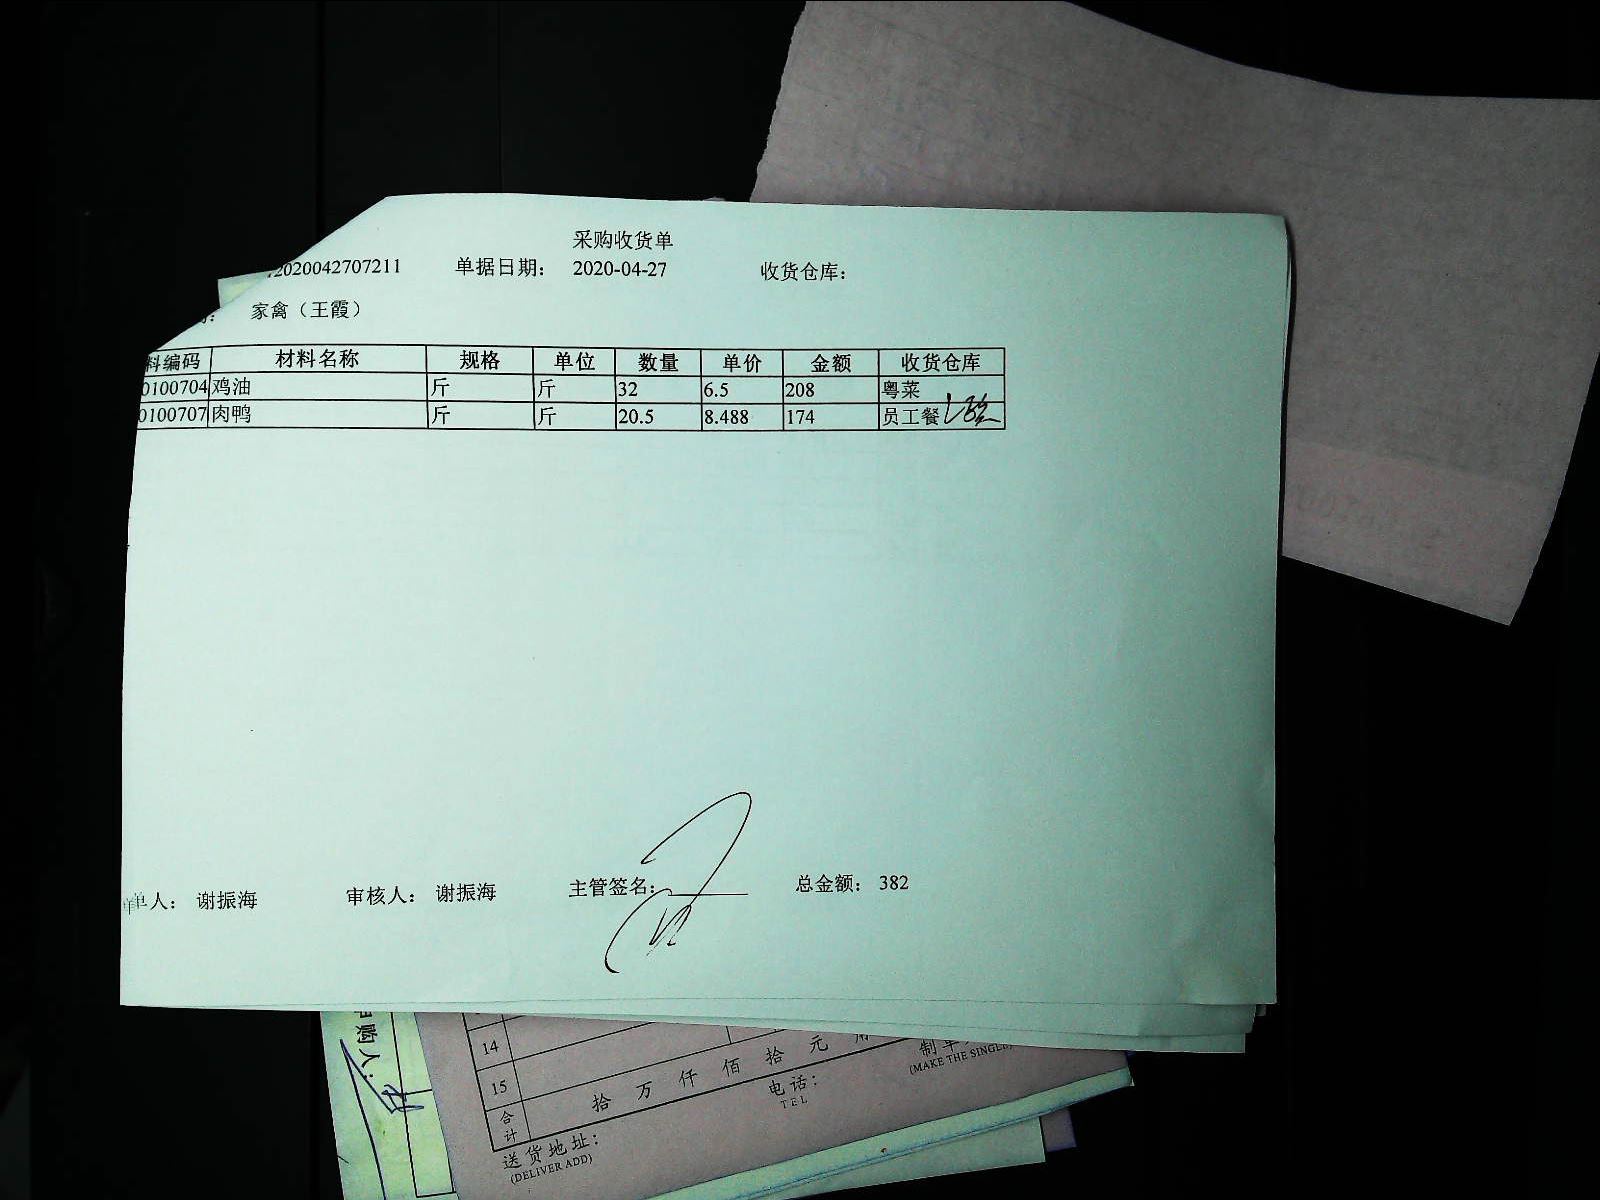 采购收货单
2020042707211 单据日期： 2020-04-27 收货仓库：
家禽（王霞）
料编码 材料名称 规格 单位 数量 单价 金额 收货仓库
0100704 鸡油 斤 斤 32 6.5 208 粤菜
0100707 肉鸭 斤 斤 20.5 8.488 174 员工餐
单人： 谢振海 审核人： 谢振海 主管签名： 总金额： 382
购人：
14
15
合计 拾 万 仟 佰 拾 元
制单
(MAKE THE SINGLE)
电话：
TEL
送货地址：
(DELIVER ADD)